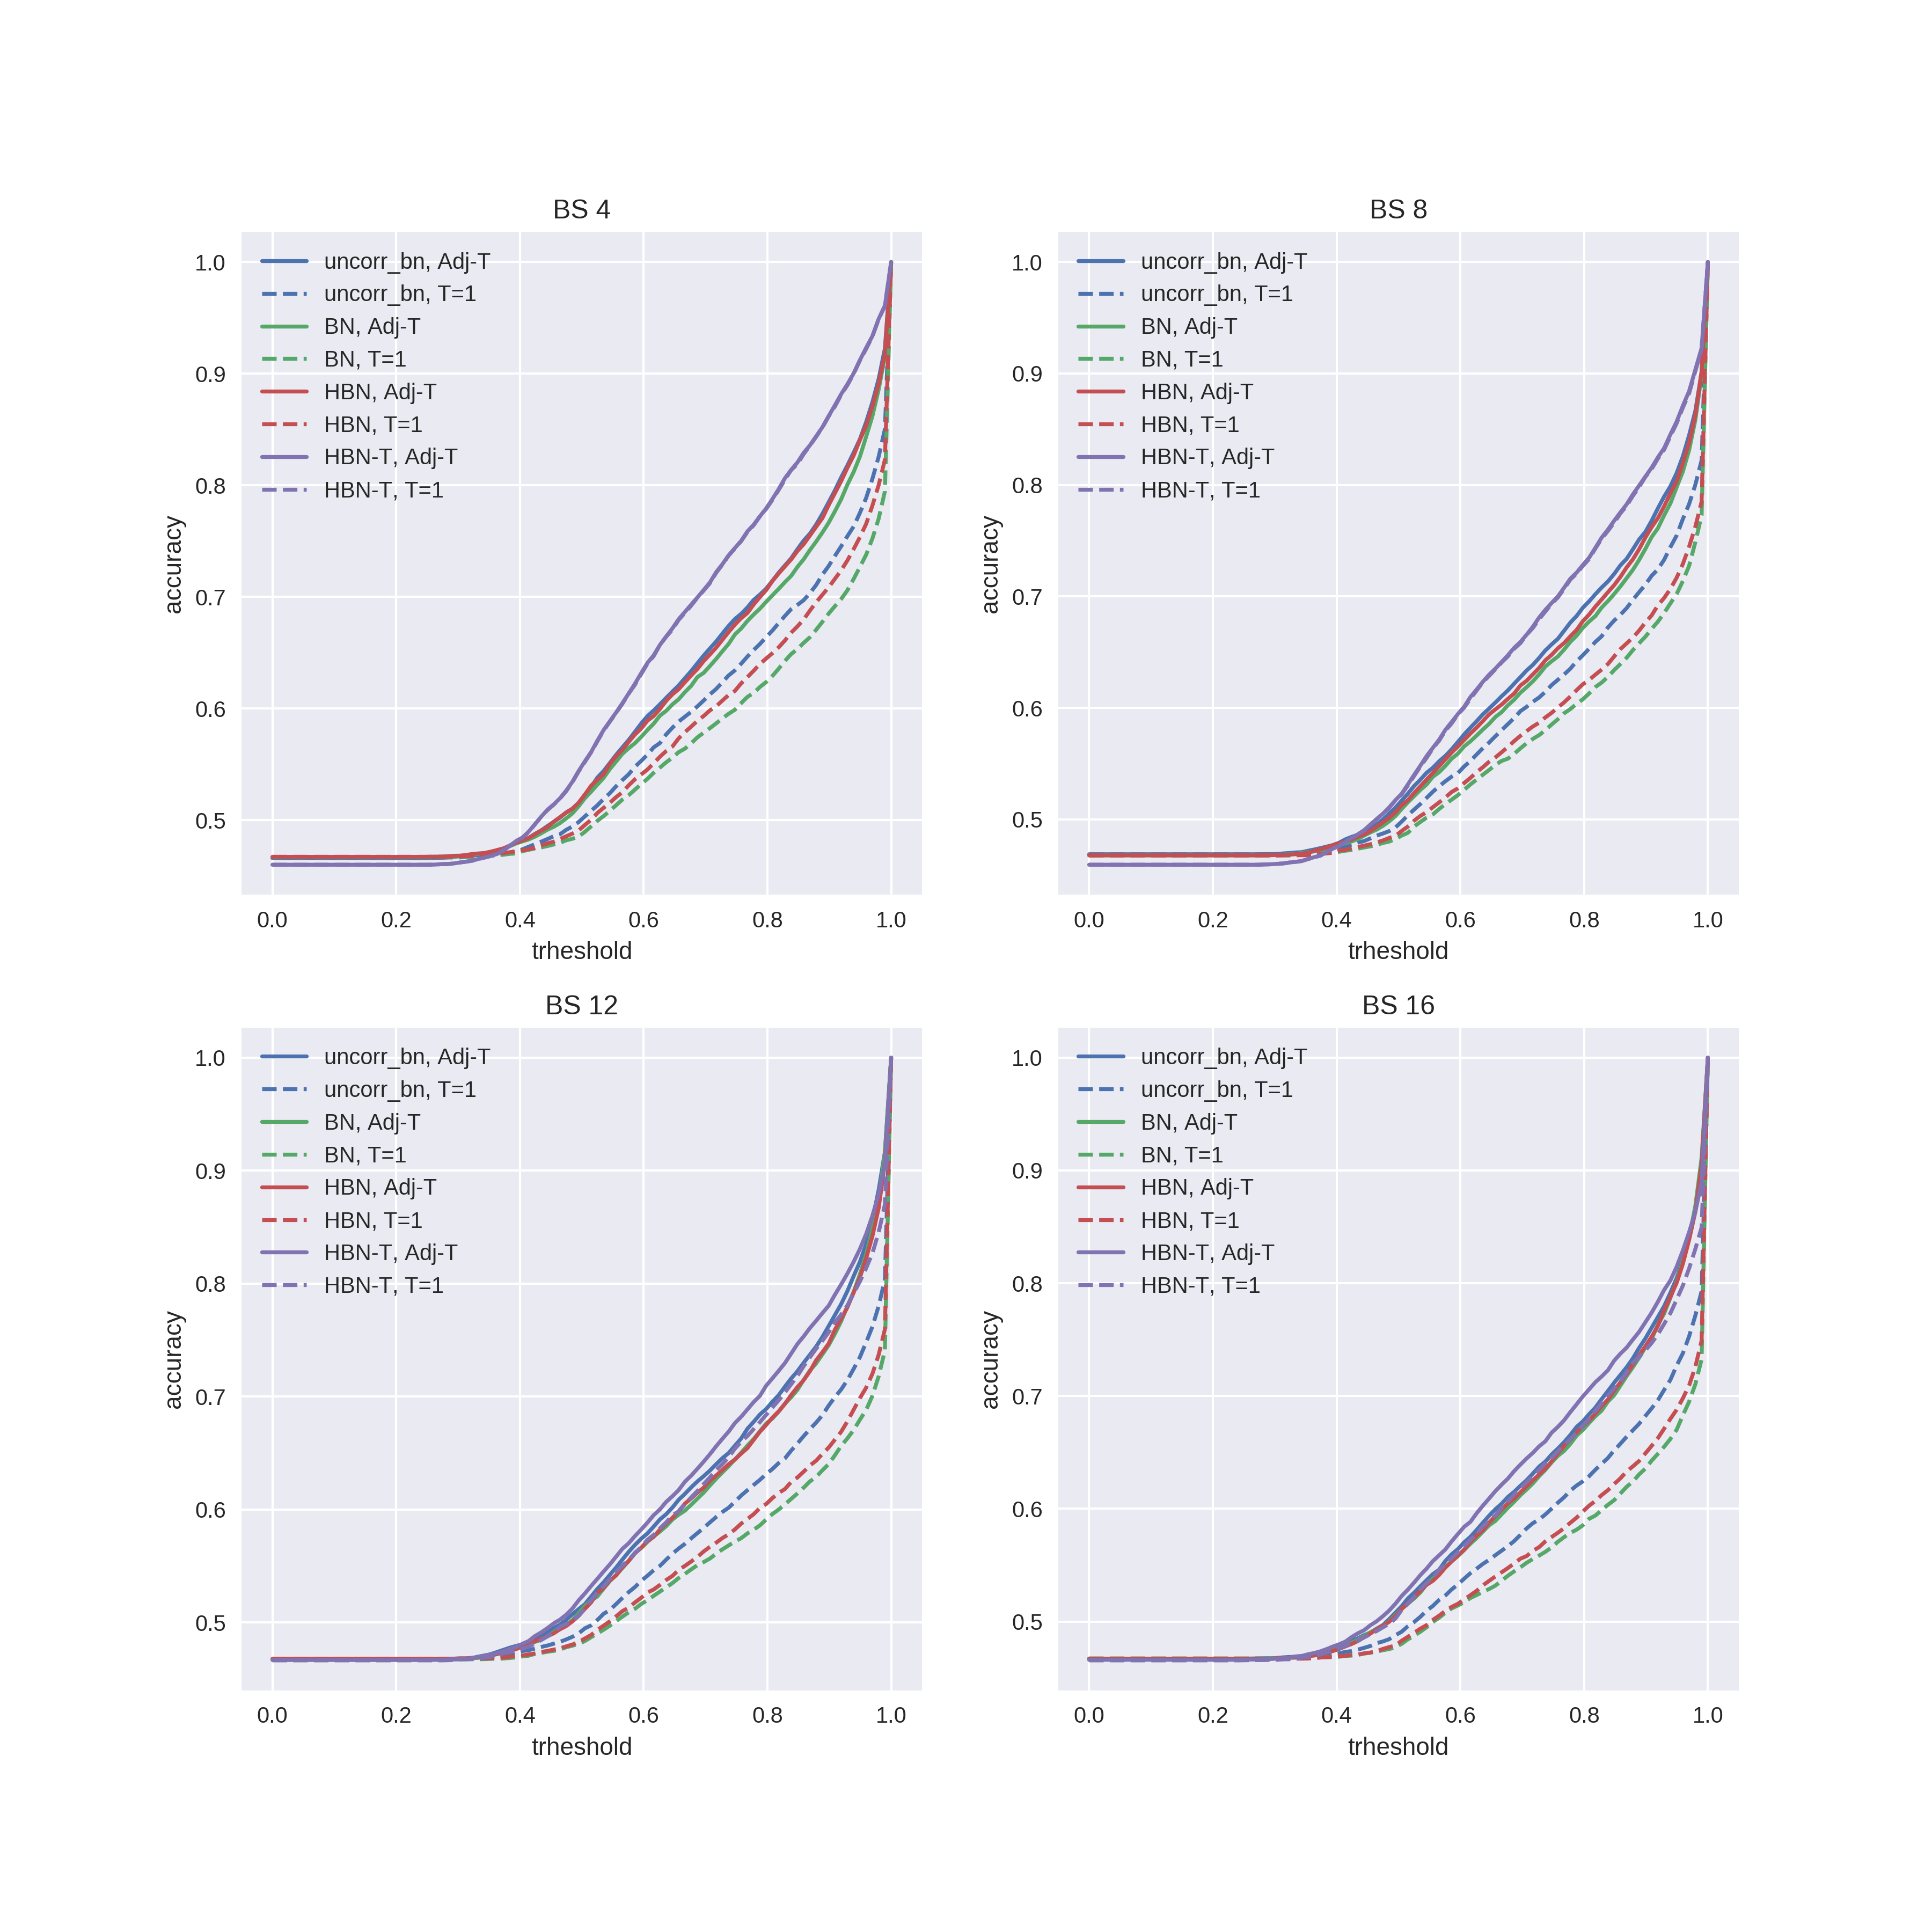 BS 4
1.0
0.9
0.8
0.7
0.6
0.5
accuracy
uncorr_bn, Adj-T
uncorr_bn, T=1
BN, Adj-T
BN, T=1
HBN, Adj-T
HBN, T=1
HBN-T, Adj-T
HBN-T, T=1
0.0 0.2 0.4 0.6 0.8 1.0
trheshold
BS 8
1.0
0.9
0.8
0.7
0.6
0.5
accuracy
uncorr_bn, Adj-T
uncorr_bn, T=1
BN, Adj-T
BN, T=1
HBN, Adj-T
HBN, T=1
HBN-T, Adj-T
HBN-T, T=1
0.0 0.2 0.4 0.6 0.8 1.0
trheshold
BS 12
1.0
0.9
0.8
0.7
0.6
0.5
accuracy
uncorr_bn, Adj-T
uncorr_bn, T=1
BN, Adj-T
BN, T=1
HBN, Adj-T
HBN, T=1
HBN-T, Adj-T
HBN-T, T=1
0.0 0.2 0.4 0.6 0.8 1.0
trheshold
BS 16
1.0
0.9
0.8
0.7
0.6
0.5
accuracy
uncorr_bn, Adj-T
uncorr_bn, T=1
BN, Adj-T
BN, T=1
HBN, Adj-T
HBN, T=1
HBN-T, Adj-T
HBN-T, T=1
0.0 0.2 0.4 0.6 0.8 1.0
trheshold